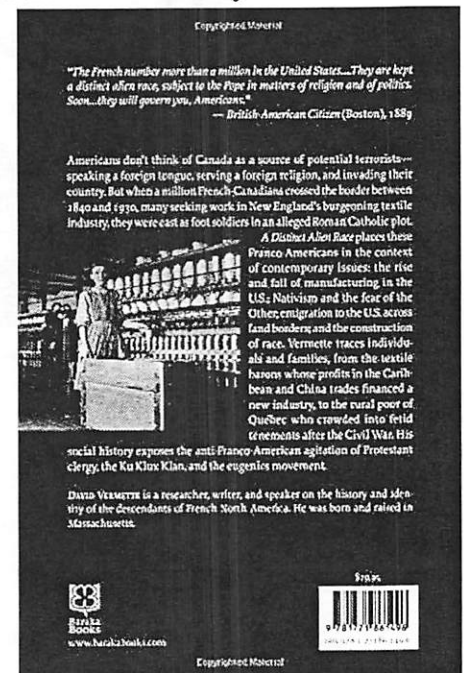 Copyrighted Material
"The French number more than a million in the United States...They are kept
a distinct alien race, subject to the Pope in matters of religion and of politics.
Soon...they will govern you, Americans."
— British-American Citizen (Boston), 1889
Americans don't think of Canada as a source of potential terrorists—
speaking a foreign tongue, serving a foreign religion, and invading their
country. But when a million French-Canadians crossed the border between
1840 and 1930, many seeking work in New England's burgeoning textile
industry, they were cast as foot soldiers in an alleged Roman Catholic plot.
A Distinct Alien Race places these
Franco-Americans in the context
of contemporary issues: the rise
and fall of manufacturing in the
U.S.; Nativism and the fear of the
Other; emigration to the U.S. across
land borders; and the construction
of race. Vermette traces individu-
als and families, from the textile
barons whose profits in the Carib-
bean and China trades financed a
new industry, to the rural poor of
Québec who crowded into fetid
tenements after the Civil War. His
social history exposes the anti-Franco-American agitation of Protestant
clergy, the Ku Klux Klan, and the eugenics movement.
DAVID VERMETTE is a researcher, writer, and speaker on the history and iden-
tity of the descendants of French North America. He was born and raised in
Massachusetts.
Baraka
Books
www.barakabooks.com
Copyrighted Material